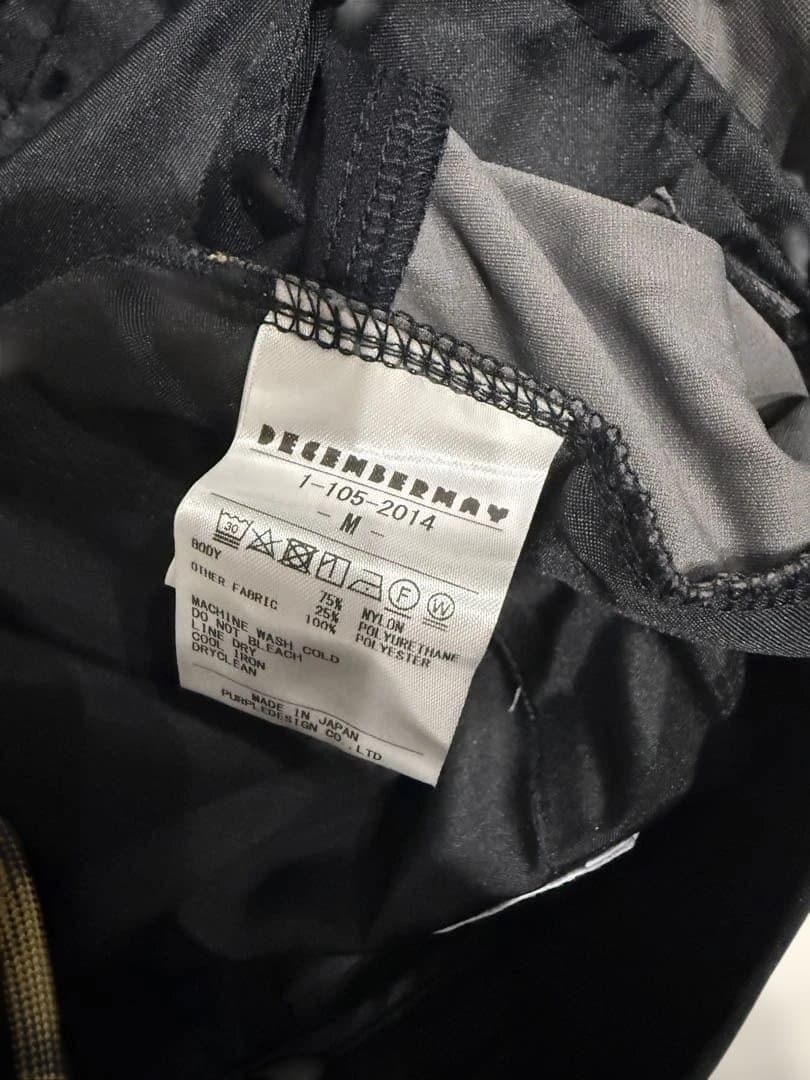 DECEMBERMAY
1-105-2014
- M -
30 F W
BODY 75% NYLON
25% POLYURETHANE
OTHER FABRIC 100% POLYESTER
MACHINE WASH COLD
DO NOT BLEACH
LINE DRY
COOL IRON
DRYCLEAN
MADE IN JAPAN
PURPLEDESIGN CO.,LTD